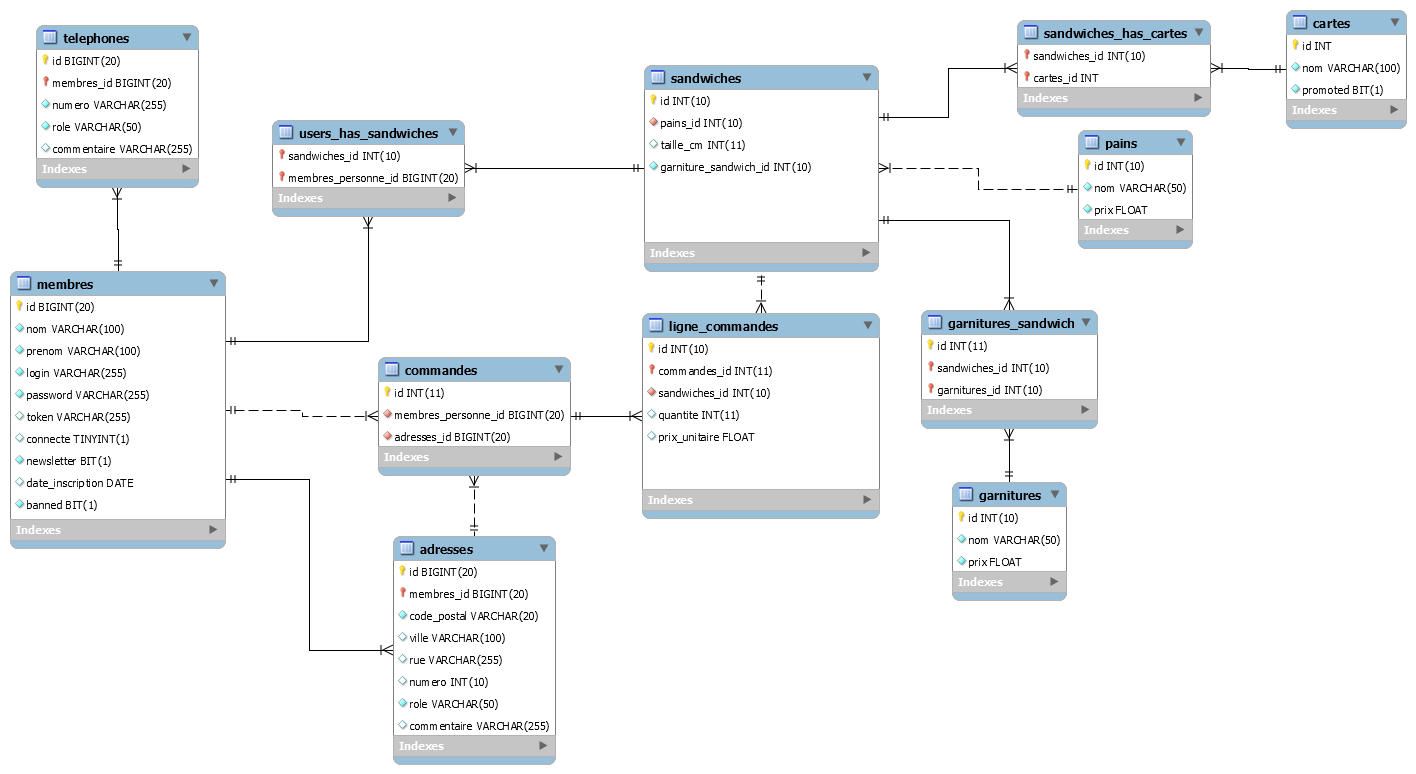 telephones
id BIGINT(20)
membres_id BIGINT(20)
numero VARCHAR(255)
role VARCHAR(50)
commentaire VARCHAR(255)
Indexes
users_has_sandwiches
sandwiches_id INT(10)
membres_personne_id BIGINT(20)
Indexes
sandwiches
id INT(10)
pains_id INT(10)
taille_cm INT(11)
garniture_sandwich_id INT(10)
Indexes
sandwiches_has_cartes
sandwiches_id INT(10)
cartes_id INT
Indexes
cartes
id INT
nom VARCHAR(100)
promoted BIT(1)
Indexes
pains
id INT(10)
nom VARCHAR(50)
prix FLOAT
Indexes
membres
id BIGINT(20)
nom VARCHAR(100)
prenom VARCHAR(100)
login VARCHAR(255)
password VARCHAR(255)
token VARCHAR(255)
connecte TINYINT(1)
newsletter BIT(1)
date_inscription DATE
banned BIT(1)
Indexes
commandes
id INT(11)
membres_personne_id BIGINT(20)
adresses_id BIGINT(20)
Indexes
ligne_commandes
id INT(10)
commandes_id INT(11)
sandwiches_id INT(10)
quantite INT(11)
prix_unitaire FLOAT
Indexes
garnitures_sandwich
id INT(11)
sandwiches_id INT(10)
garnitures_id INT(10)
Indexes
garnitures
id INT(10)
nom VARCHAR(50)
prix FLOAT
Indexes
adresses
id BIGINT(20)
membres_id BIGINT(20)
code_postal VARCHAR(20)
ville VARCHAR(100)
rue VARCHAR(255)
numero INT(10)
role VARCHAR(50)
commentaire VARCHAR(255)
Indexes